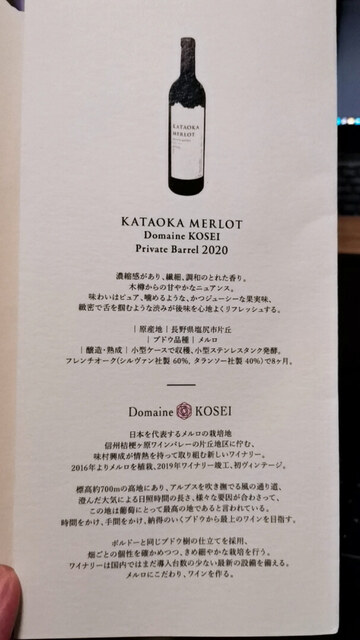 KATAOKA
MERLOT
KATAOKA MERLOT
Domaine KOSEI
Private Barrel 2020
濃縮感があり、繊細、調和のとれた香り。
木樽からの甘やかなニュアンス。
味わいはピュア、噛めるような、かつジューシーな果実味、
緻密で舌を掴むような渋みが後味を心地よくリフレッシュする。
| 原産地 | 長野県塩尻市片丘
| ブドウ品種 | メルロ
| 醸造・熟成 | 小型ケースで収穫、小型ステンレスタンク発酵。
フレンチオーク(シルヴァン社製 60%, タランソー社製 40%)で8ヶ月。
Domaine KOSEI
日本を代表するメルロの栽培地
信州桔梗ヶ原ワインバレーの片丘地区に佇む、
味村興成が情熱を持って取り組む新しいワイナリー。
2016年よりメルロを植栽、2019年ワイナリー竣工、初ヴィンテージ。
標高約700mの高地にあり、アルプスを吹き撫でる風の通り道、
澄んだ大気による日照時間の長さ、様々な要因が合わさって、
この地は葡萄にとって最高の地であると言われている。
時間をかけ、手間をかけ、納得のいくブドウから最上のワインを目指す。
ボルドーと同じブドウ樹の仕立てを採用、
畑ごとの個性を確かめつつ、きめ細やかな栽培を行う。
ワイナリーは国内ではまだ導入台数の少ない最新の設備を備える。
メルロにこだわり、ワインを作る。